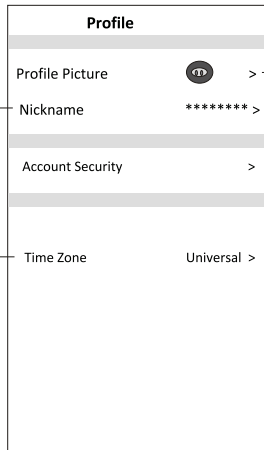 Profile
Profile Picture >
Nickname ******** >
Account Security >
Time Zone Universal >